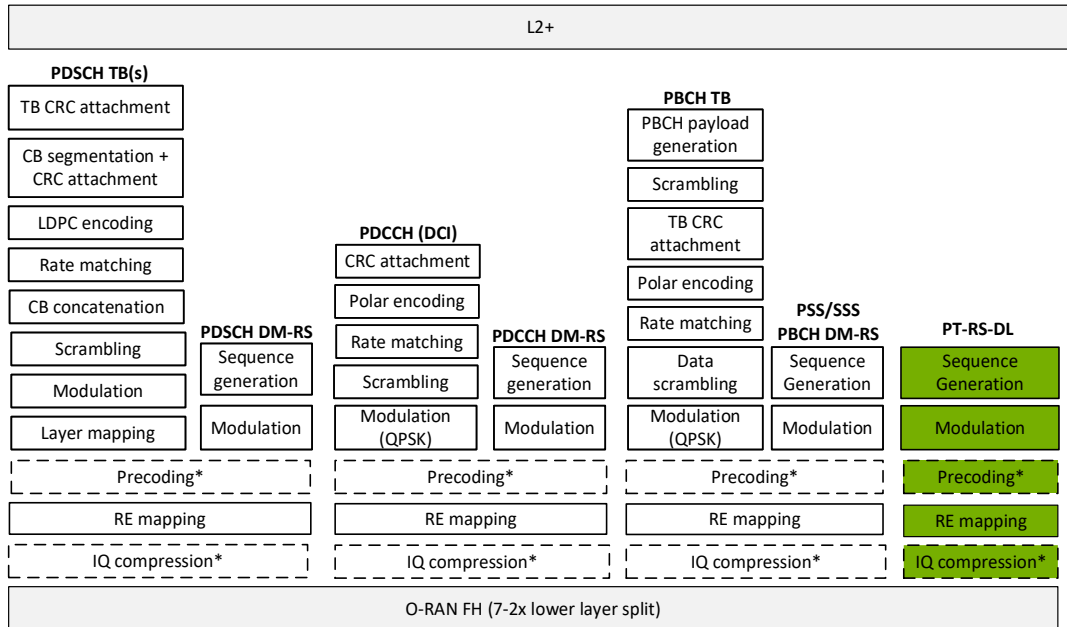 L2+
PDSCH TB(s)
TB CRC attachment
CB segmentation +
CRC attachment
LDPC encoding
Rate matching
CB concatenation
Scrambling
Modulation
Layer mapping
PDSCH DM-RS
Sequence
generation
Modulation
Precoding*
RE mapping
IQ compression*
PDCCH (DCI)
CRC attachment
Polar encoding
Rate matching
Scrambling
Modulation
(QPSK)
PDCCH DM-RS
Sequence
generation
Modulation
Precoding*
RE mapping
IQ compression*
PBCH TB
PBCH payload
generation
Scrambling
TB CRC
attachment
Polar encoding
Rate matching
Data
scrambling
Modulation
(QPSK)
PSS/SSS
PBCH DM-RS
Sequence
Generation
Modulation
Precoding*
RE mapping
IQ compression*
PT-RS-DL
Sequence
Generation
Modulation
Precoding*
RE mapping
IQ compression*
O-RAN FH (7-2x lower layer split)